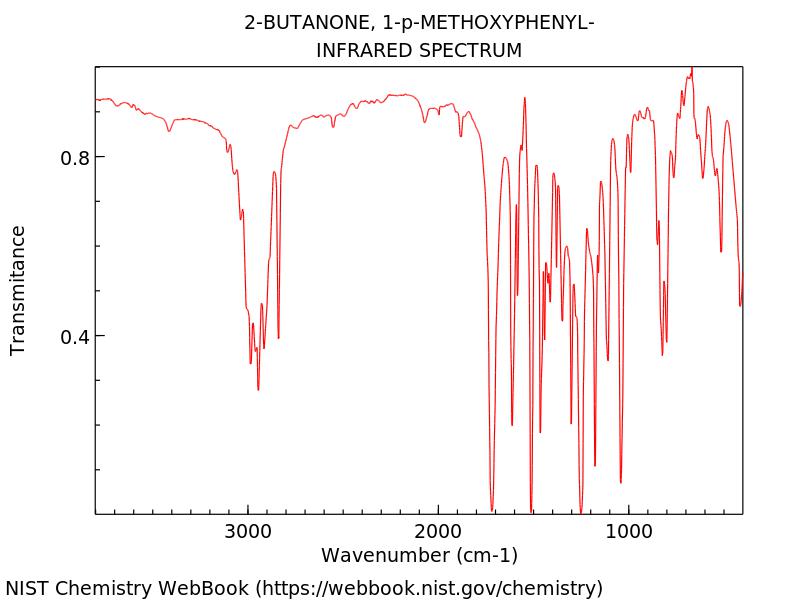 2-BUTANONE, 1-p-METHOXYPHENYL-
INFRARED SPECTRUM
0.8
0.4
Transmitance
3000 2000 1000
Wavenumber (cm-1)
NIST Chemistry WebBook (https://webbook.nist.gov/chemistry)